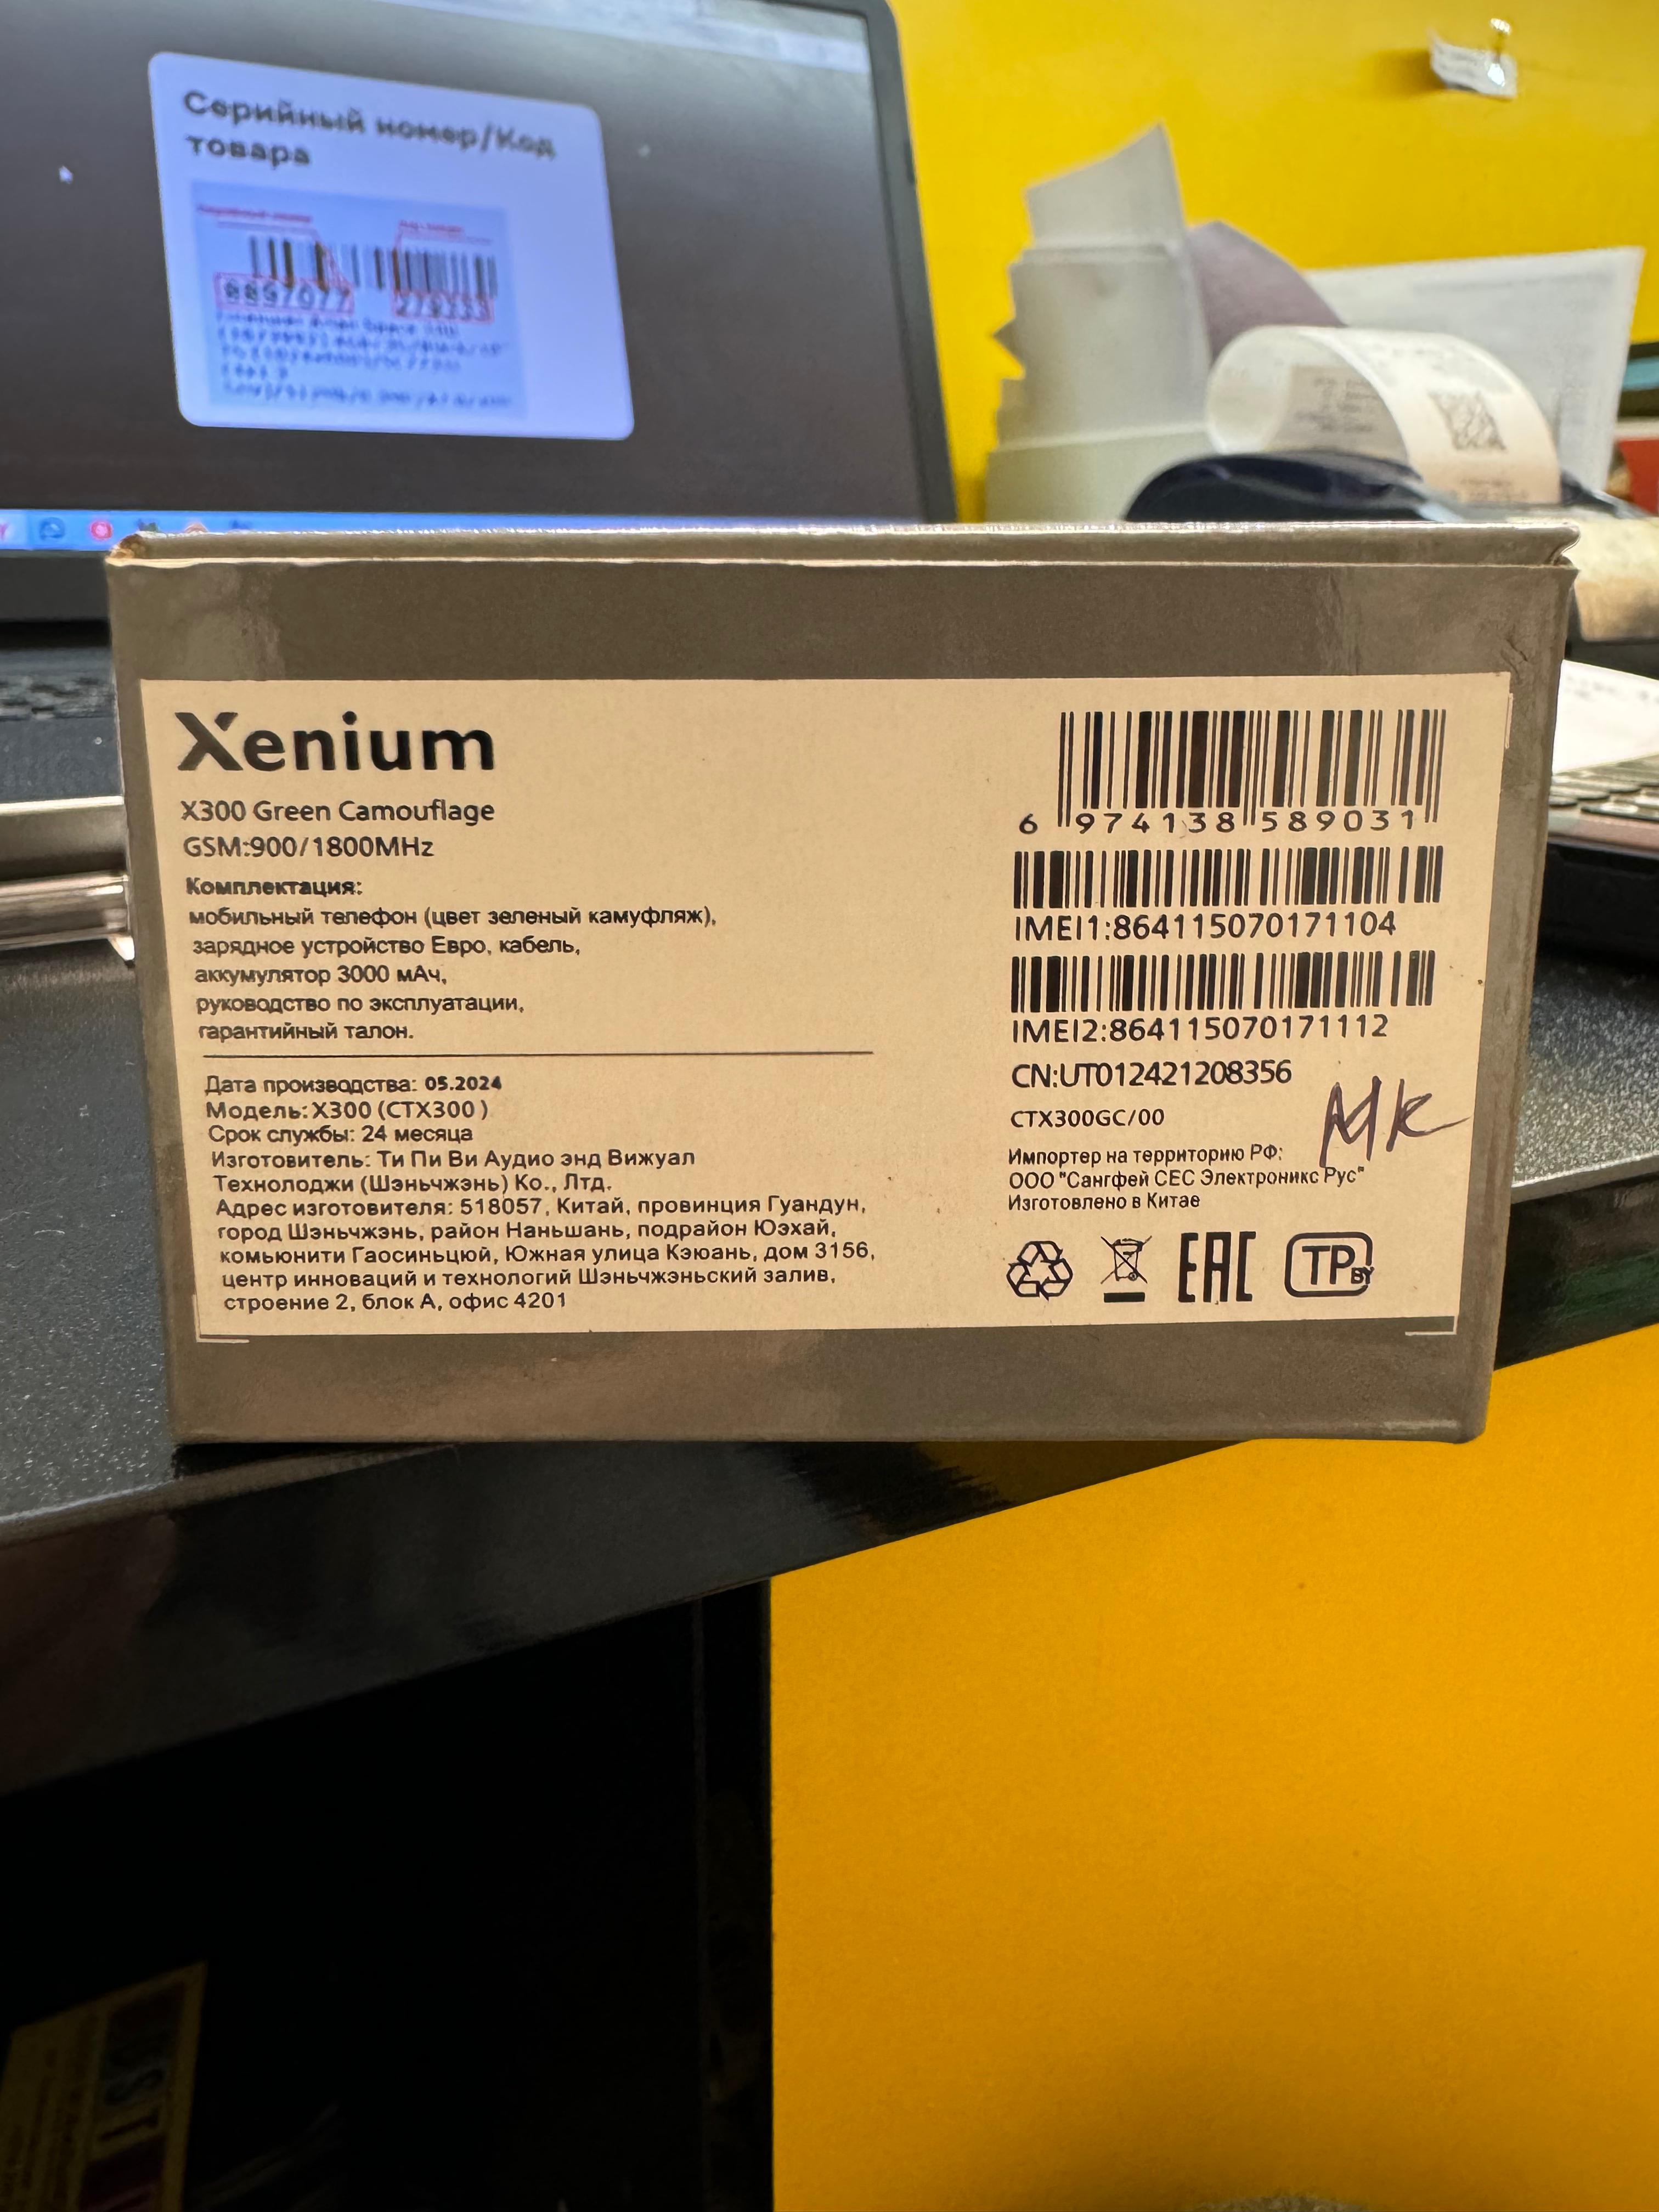 Серийный номер/Код
товара
8897077
279333
Xenium
X300 Green Camouflage
GSM:900/1800MHz
Комплектация:
мобильный телефон (цвет зеленый камуфляж),
зарядное устройство Евро, кабель,
аккумулятор 3000 мАч,
руководство по эксплуатации,
гарантийный талон.
Дата производства: 05.2024
Модель: X300 (CTX300 )
Срок службы: 24 месяца
Изготовитель: Ти Пи Ви Аудио энд Вижуал
Технолоджи (Шэньчжэнь) Ко., Лтд.
Адрес изготовителя: 518057, Китай, провинция Гуандун,
город Шэньчжэнь, район Наньшань, подрайон Юэхай,
комьюнити Гаосиньцюй, Южная улица Кэюань, дом 3156,
центр инноваций и технологий Шэньчжэньский залив,
строение 2, блок А, офис 4201
6 974138 589031
IMEI1:864115070171104
IMEI2:864115070171112
CN:UT012421208356
CTX300GC/00
МК
Импортер на территорию РФ:
ООО "Сангфей СЕС Электроникс Рус"
Изготовлено в Китае
EAC
TP BY